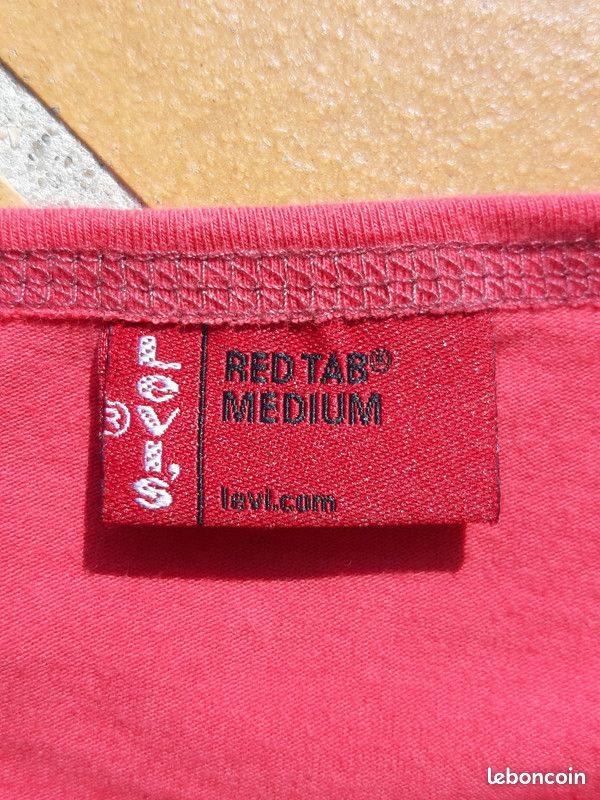 LEVI'S
®
RED TAB®
MEDIUM
levi.com
leboncoin